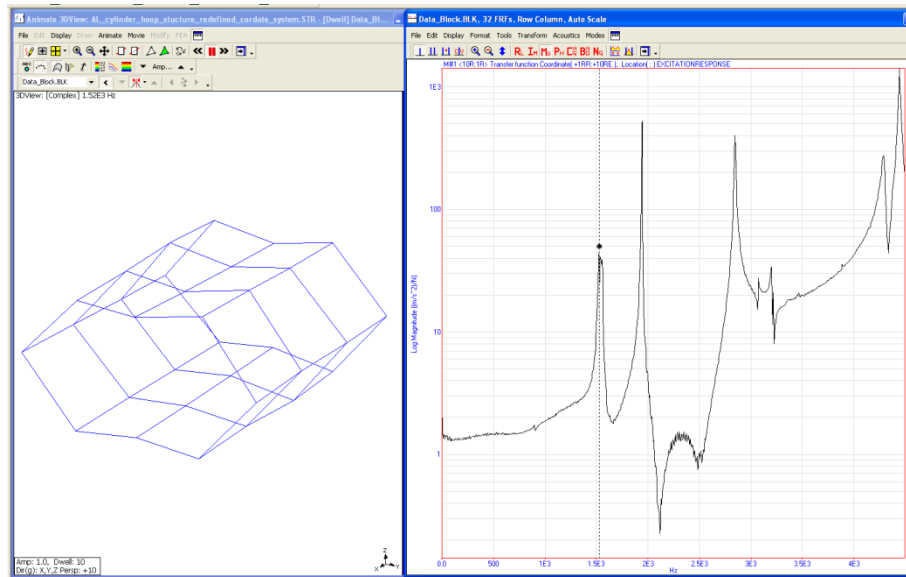 Animate 3DView: AL_cylinder_hoop_stucture_redefined_cordate_system.STR - [Dwell] Data_BL...
File Edit Display Draw Animate Movie Modify FEA
Amp...
Data_Block.BLK
3DView: [Complex] 1.52E3 Hz
Amp: 1.0, Dwell: 10
Dir(g): X,Y,Z Persp: +10
Z
X Y
Data_Block.BLK, 32 FRFs, Row Column, Auto Scale
File Edit Display Format Tools Transform Acoustics Modes
M#1 <10R:1R> Transfer function Coordinate( +1RR:+10RE ), Location( : ) EXCITATIONRESPONSE
Log Magnitude ((m/s^2)/N)
1E3
100
10
1
0.0 500 1E3 1.5E3 2E3 2.5E3 3E3 3.5E3 4E3
Hz